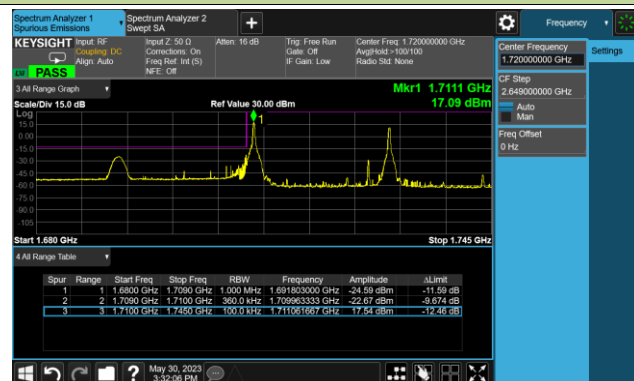 Spectrum Analyzer 1
Spurious Emissions
Spectrum Analyzer 2
Swept SA
Frequency
KEYSIGHT
Input: RF
Coupling: DC
Align: Auto
Input Z: 50 Ω
Corrections: On
Freq Ref: Int (S)
NFE: Off
Atten: 16 dB
Trig: Free Run
Gate: Off
IF Gain: Low
Center Freq: 1.720000000 GHz
Avg|Hold:>100/100
Radio Std: None
PASS
Center Frequency
1.720000000 GHz
Settings
CF Step
2.649000000 GHz
Auto
Man
Freq Offset
0 Hz
3 All Range Graph
Mkr1 1.7111 GHz
Scale/Div 15.0 dB
Ref Value 30.00 dBm
17.09 dBm
Log
15.0
0.00
-15.0
-30.0
-45.0
-60.0
-75.0
-90.0
-105
1
Start 1.680 GHz
Stop 1.745 GHz
4 All Range Table
Spur Range Start Freq Stop Freq RBW Frequency Amplitude ΔLimit
1 1 1.6800 GHz 1.7090 GHz 1.000 MHz 1.691803000 GHz -24.59 dBm -11.59 dB
2 2 1.7090 GHz 1.7100 GHz 360.0 kHz 1.709963333 GHz -22.67 dBm -9.674 dB
3 3 1.7100 GHz 1.7450 GHz 100.0 kHz 1.711061667 GHz 17.54 dBm -12.46 dB
May 30, 2023
3:32:06 PM